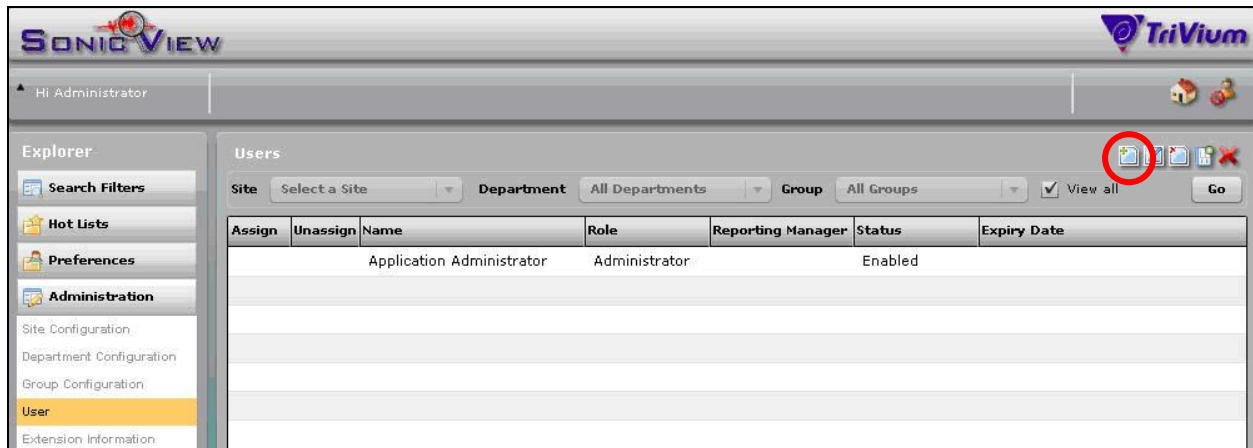 SONICVIEW
TriVium
Hi Administrator
Explorer
Users
Search Filters
Site Select a Site Department All Departments Group All Groups View all Go
Hot Lists
Assign Unassign Name Role Reporting Manager Status Expiry Date
Preferences
Application Administrator Administrator Enabled
Administration
Site Configuration
Department Configuration
Group Configuration
User
Extension Information